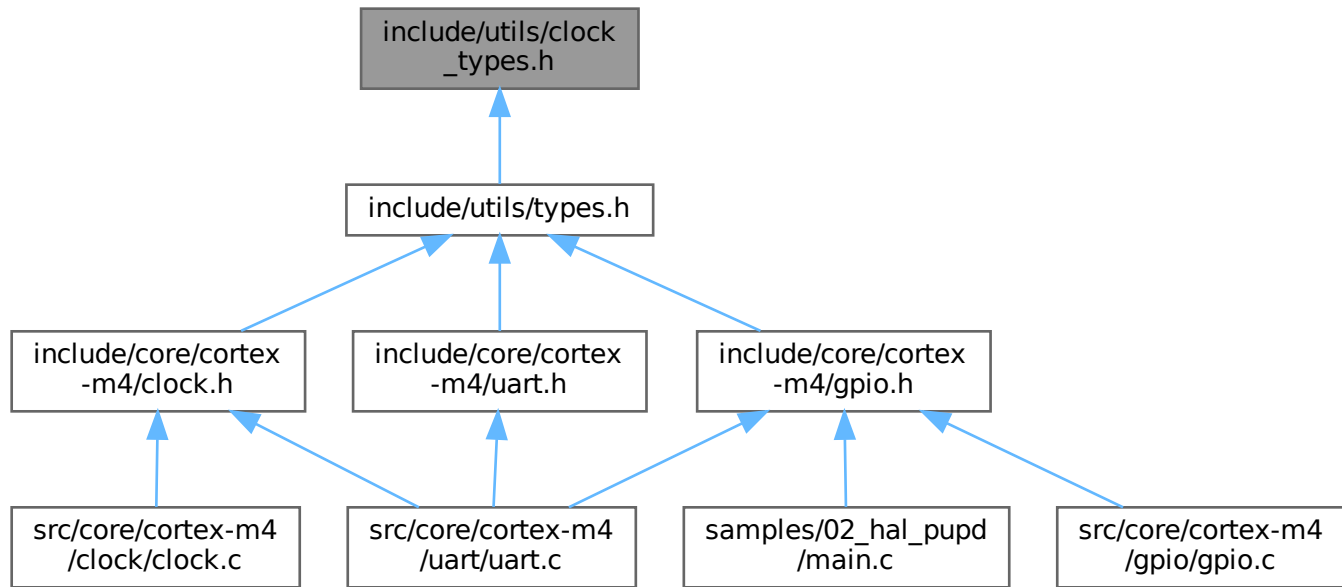 include/utils/clock
_types.h
include/utils/types.h
include/core/cortex
-m4/clock.h
include/core/cortex
-m4/uart.h
include/core/cortex
-m4/gpio.h
src/core/cortex-m4
/clock/clock.c
src/core/cortex-m4
/uart/uart.c
samples/02_hal_pupd
/main.c
src/core/cortex-m4
/gpio/gpio.c